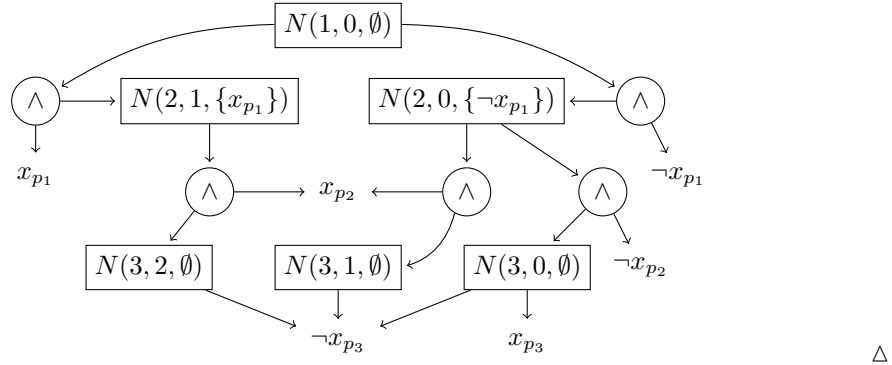 N(1, 0, ∅)
∧ N(2, 1, {x_{p_1}}) N(2, 0, {¬x_{p_1}}) ∧
x_{p_1} ¬x_{p_1}
∧ x_{p_2} ∧ ∧
N(3, 2, ∅) N(3, 1, ∅) N(3, 0, ∅) ¬x_{p_2}
¬x_{p_3} x_{p_3}
△